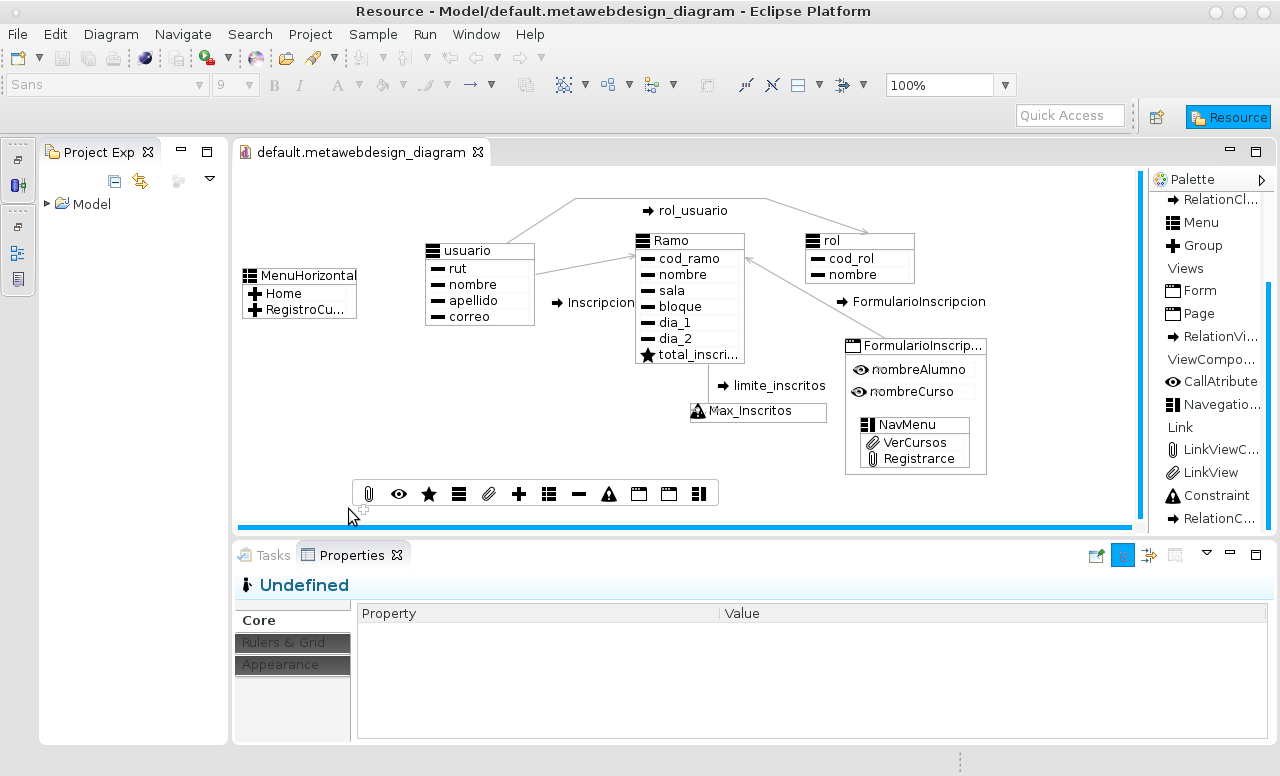 Resource - Model/default.metawebdesign_diagram - Eclipse Platform
File Edit Diagram Navigate Search Project Sample Run Window Help
Sans 9 B I A 100%
Quick Access Resource
Project Exp
Model
default.metawebdesign_diagram
MenuHorizontal
Home
RegistroCu...
usuario
rut
nombre
apellido
correo
rol_usuario
Inscripcion
Ramo
cod_ramo
nombre
sala
bloque
dia_1
dia_2
total_inscri...
limite_inscritos
Max_Inscritos
rol
cod_rol
nombre
FormularioInscripcion
FormularioInscrip...
nombreAlumno
nombreCurso
NavMenu
VerCursos
Registrarce
Palette
RelationCl...
Menu
Group
Views
Form
Page
RelationVi...
ViewCompo...
CallAttribute
Navegatio...
Link
LinkViewC...
LinkView
Constraint
RelationC...
Tasks Properties
Undefined
Core
Rulers & Grid
Appearance
Property Value